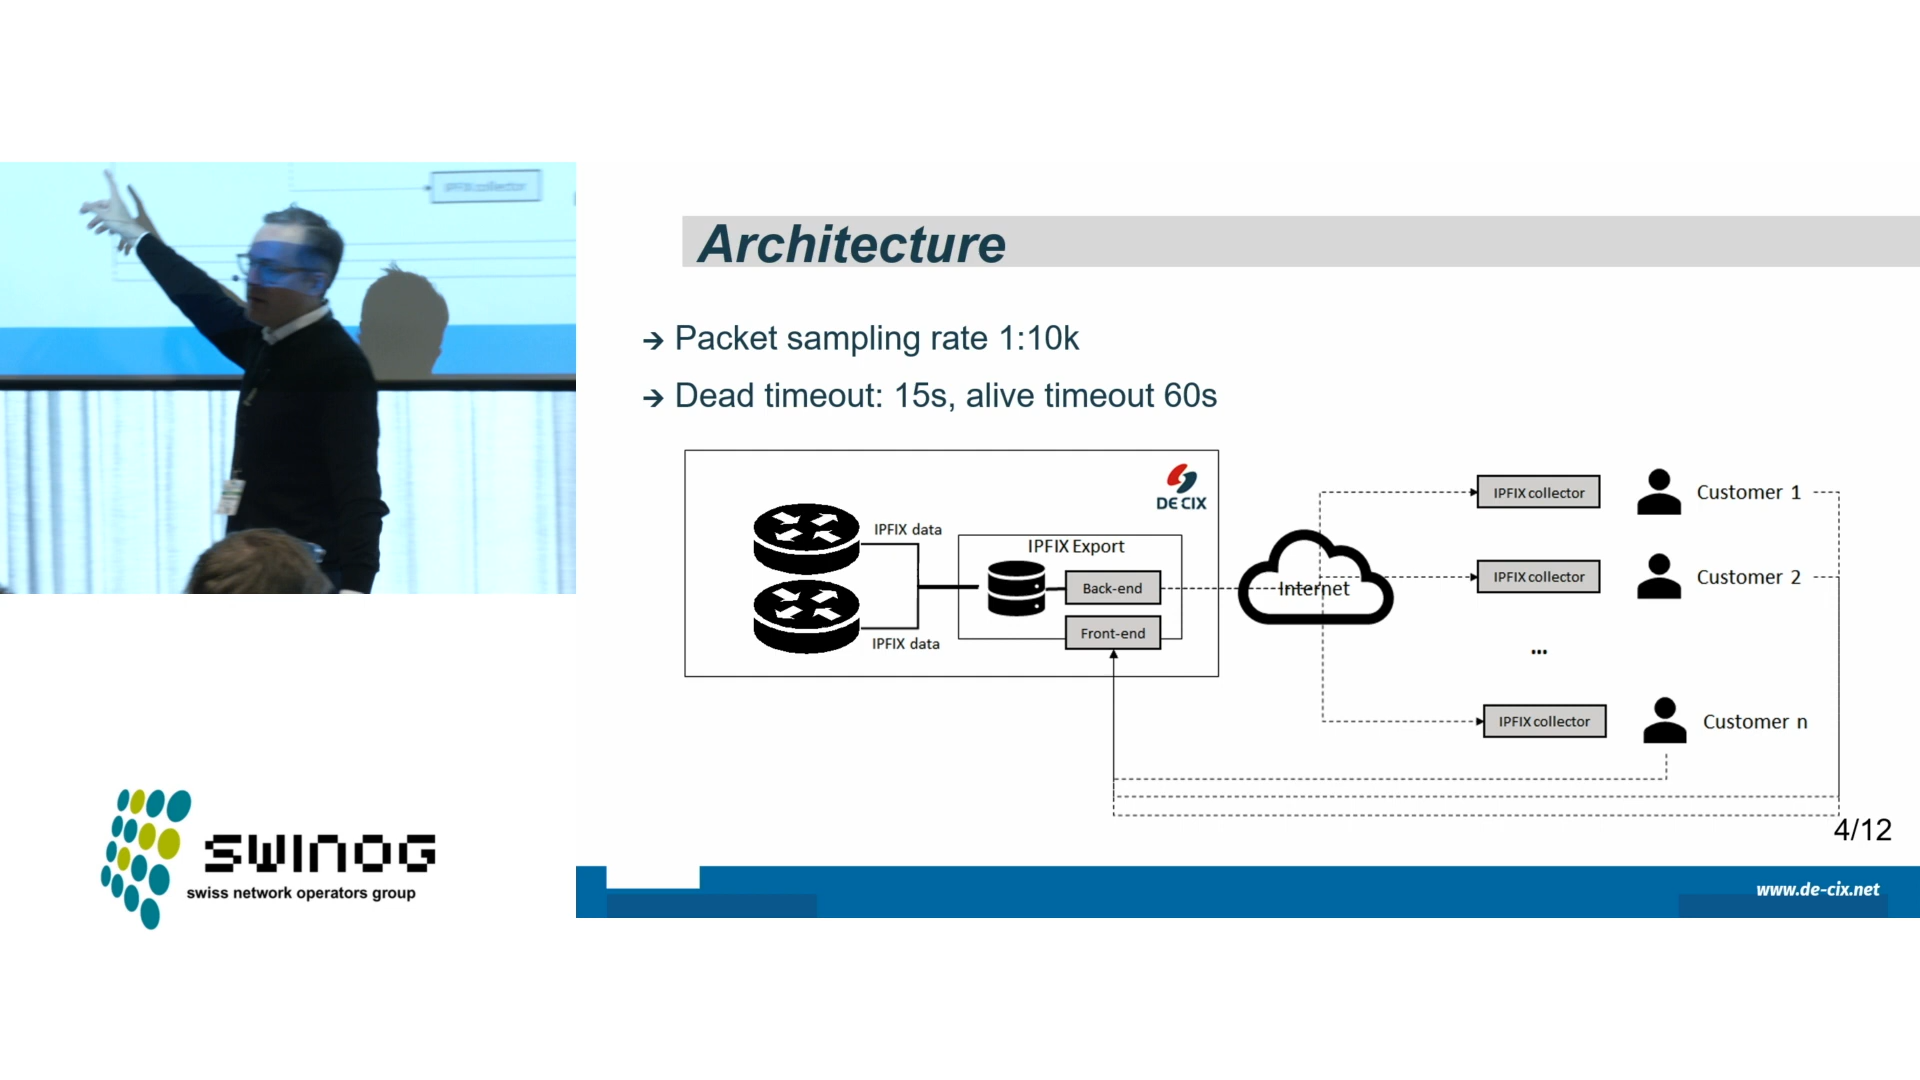 IPFIX collector
Architecture
→ Packet sampling rate 1:10k
→ Dead timeout: 15s, alive timeout 60s
DE CIX
IPFIX data
IPFIX Export
Back-end
Front-end
IPFIX data
Internet
IPFIX collector
Customer 1
IPFIX collector
Customer 2
...
IPFIX collector
Customer n
4/12
www.de-cix.net
SWINOG
swiss network operators group